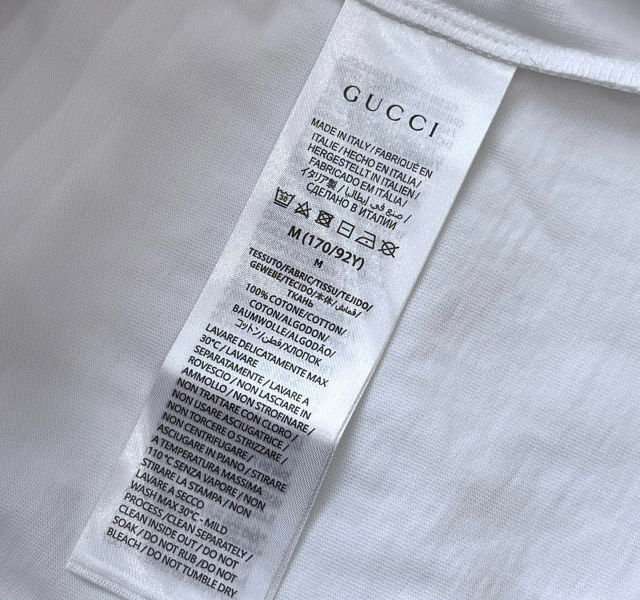 GUCCI
MADE IN ITALY / FABRIQUÉ EN
ITALIE / HECHO EN ITALIA /
HERGESTELLT IN ITALIEN /
FABRICADO EM ITÁLIA /
イタリア製 / صنع في إيطاليا /
СДЕЛАНО В ИТАЛИИ
30
M (170/92Y)
M
TESSUTO/FABRIC/TISSU/TEJIDO/
GEWEBE/TECIDO/本体/قماش/
ТКАНЬ
100% COTONE/COTTON/
COTON/ALGODON/
BAUMWOLLE/ALGODÃO/
コットン/قطن/ХЛОПОК
LAVARE DELICATAMENTE MAX
30°C / LAVARE
SEPARATAMENTE / LAVARE A
ROVESCIO / NON LASCIARE IN
AMMOLLO / NON STROFINARE /
NON TRATTARE CON CLORO /
NON USARE ASCIUGATRICE /
NON TORCERE O STRIZZARE /
NON CENTRIFUGARE /
ASCIUGARE IN PIANO / STIRARE
A TEMPERATURA MASSIMA
110°C SENZA VAPORE / NON
STIRARE LA STAMPA / NON
LAVARE A SECCO
WASH MAX 30°C - MILD
PROCESS /CLEAN SEPARATELY /
CLEAN INSIDE OUT / DO NOT
SOAK / DO NOT RUB /DO NOT
BLEACH / DO NOT TUMBLE DRY